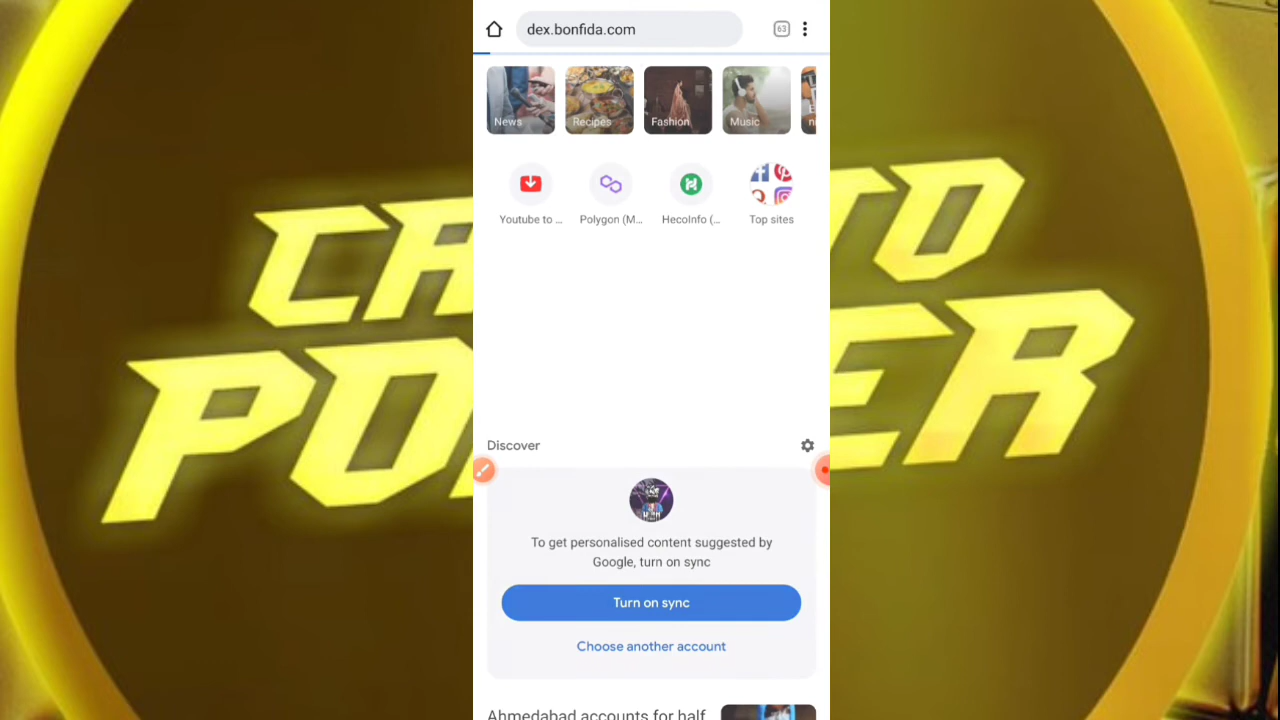 dex.bonfida.com
63
News
Recipes
Fashion
Music
Youtube to ...
Polygon (M...
HecoInfo (...
Top sites
Discover
To get personalised content suggested by
Google, turn on sync
Turn on sync
Choose another account
Ahmedabad accounts for half